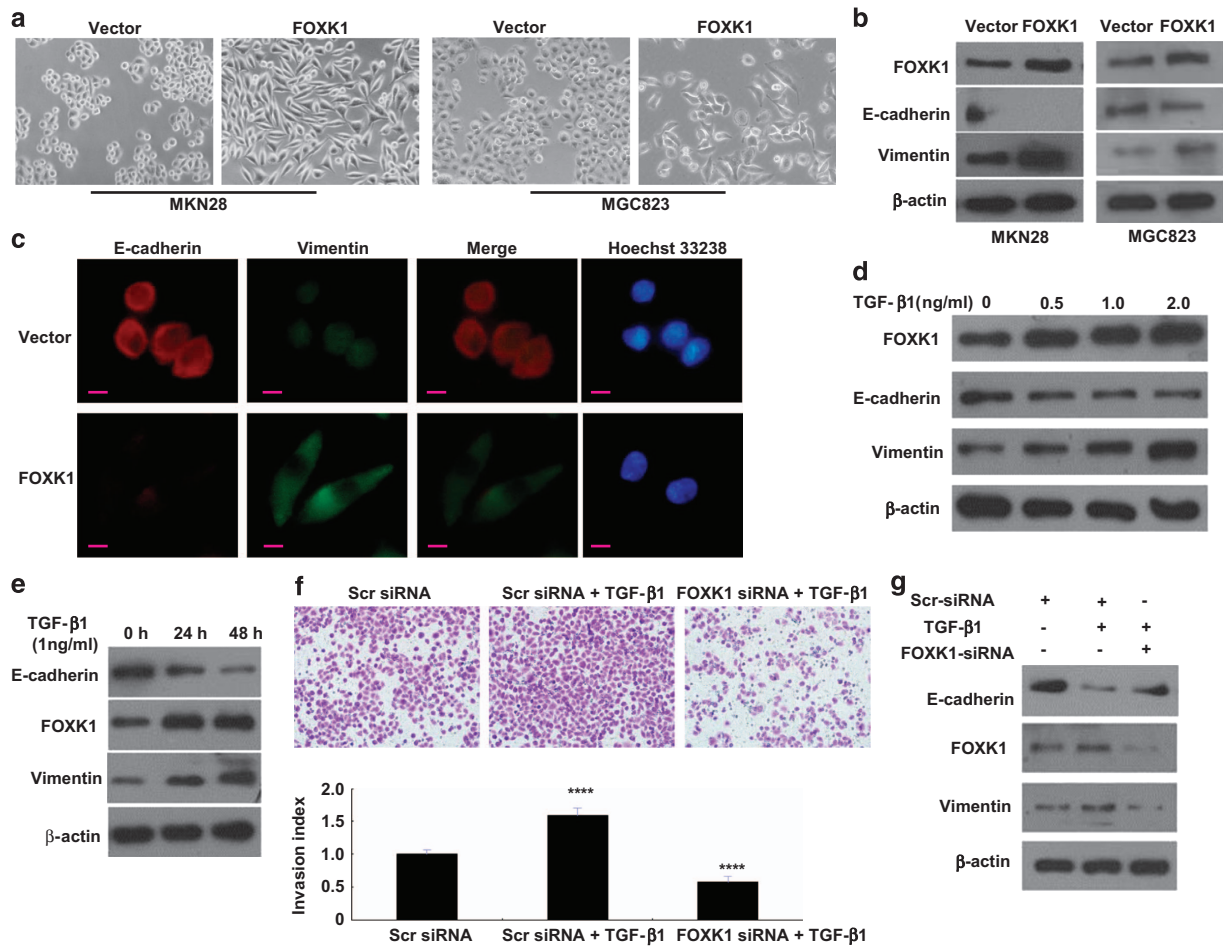 a
Vector
FOXK1
Vector
FOXK1
MKN28
MGC823
b
Vector FOXK1
Vector FOXK1
FOXK1
E-cadherin
Vimentin
β-actin
MKN28
MGC823
c
E-cadherin
Vimentin
Merge
Hoechst 33238
Vector
FOXK1
d
TGF- β1(ng/ml) 0 0.5 1.0 2.0
FOXK1
E-cadherin
Vimentin
β-actin
e
TGF-β1
(1ng/ml)
0 h 24 h 48 h
E-cadherin
FOXK1
Vimentin
β-actin
f
Scr siRNA
Scr siRNA + TGF-β1
FOXK1 siRNA + TGF-β1
Invasion index
2.0
1.5
1.0
0.5
0
****
****
Scr siRNA
Scr siRNA + TGF-β1
FOXK1 siRNA + TGF-β1
g
Scr-siRNA + + -
TGF-β1 - + +
FOXK1-siRNA - - +
E-cadherin
FOXK1
Vimentin
β-actin